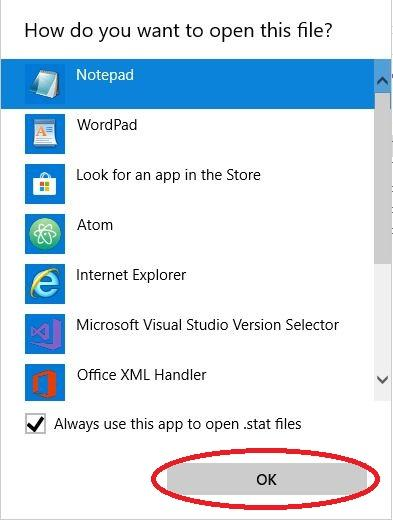 How do you want to open this file?
Notepad
WordPad
Look for an app in the Store
Atom
Internet Explorer
Microsoft Visual Studio Version Selector
Office XML Handler
Always use this app to open .stat files
OK